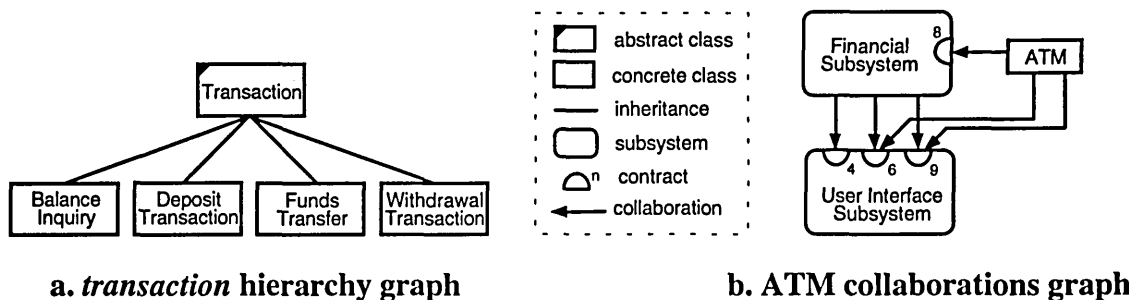 Transaction
Balance
Inquiry
Deposit
Transaction
Funds
Transfer
Withdrawal
Transaction
a. transaction hierarchy graph
abstract class
concrete class
inheritance
subsystem
n
contract
collaboration
Financial
Subsystem
8
ATM
4
6
9
User Interface
Subsystem
b. ATM collaborations graph